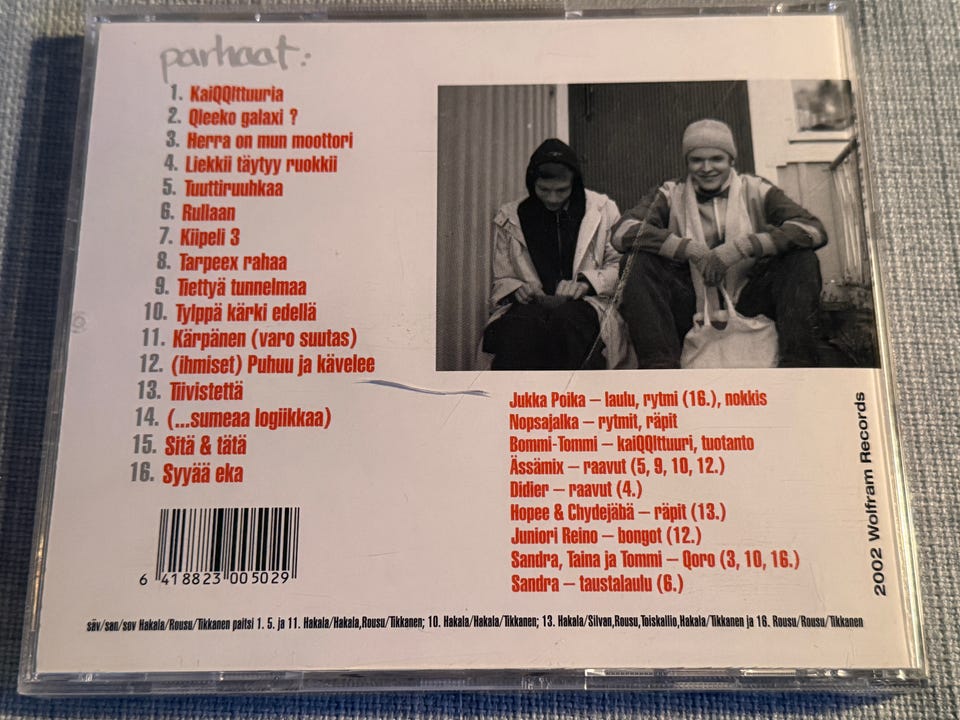 parhaat:
1. KaiQQlttuuria
2. Qleeko galaxi ?
3. Herra on mun moottori
4. Liekkii täytyy ruokkii
5. Tuuttiruuhkaa
6. Rullaan
7. Kiipeli 3
8. Tarpeex rahaa
9. Tiettyä tunnelmaa
10. Tylppä kärki edellä
11. Kärpänen (varo suutas)
12. (ihmiset) Puhuu ja kävelee
13. Tiivistettä
14. (...sumeaa logiikkaa)
15. Sitä & tätä
16. Syyää eka
Jukka Poika – laulu, rytmi (16.), nokkis
Nopsajalka – rytmit, räpit
Bommi-Tommi – kaiQQlttuuri, tuotanto
Ässämix – raavut (5, 9, 10, 12.)
Didier – raavut (4.)
Hopee & Chydejäbä – räpit (13.)
Juniori Reino – bongot (12.)
Sandra, Taina ja Tommi – Qoro (3, 10, 16.)
Sandra – taustalaulu (6.)
2002 Wolfram Records
6 418823 005029
säv/san/sov Hakala/Rousu/Tikkanen paitsi 1. 5. ja 11. Hakala/Hakala,Rousu/Tikkanen; 10. Hakala/Hakala/Tikkanen; 13. Hakala/Silvan,Rousu,Toiskallio,Hakala/Tikkanen ja 16. Rousu/Rousu/Tikkanen